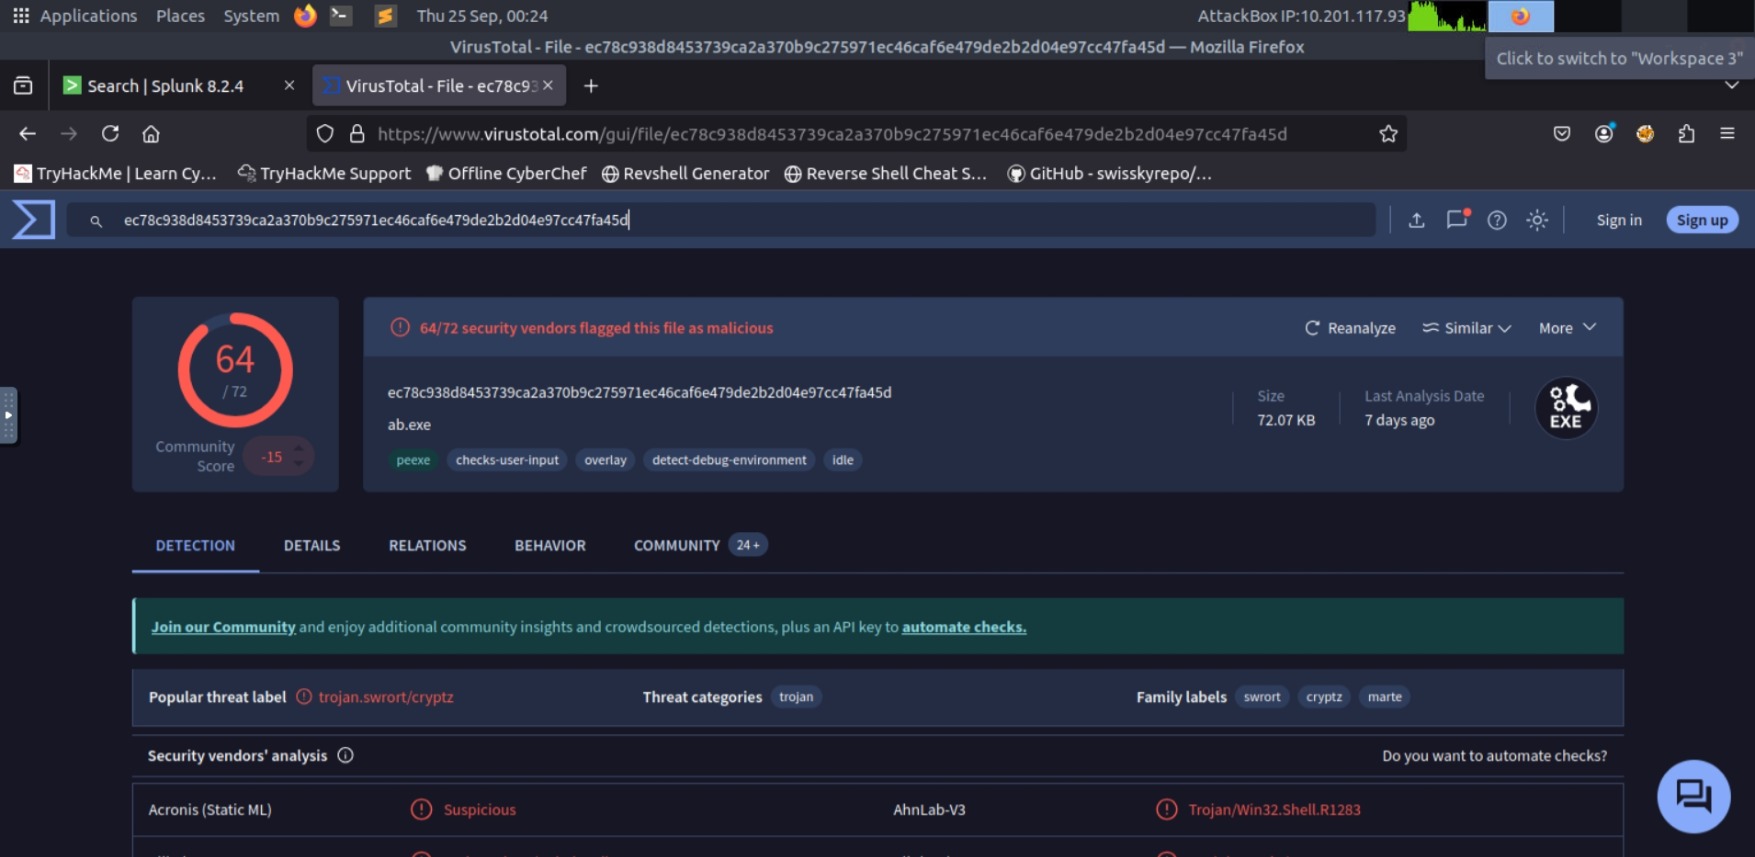 Applications Places System Thu 25 Sep, 00:24 AttackBox IP:10.201.117.93
VirusTotal - File - ec78c938d8453739ca2a370b9c275971ec46caf6e479de2b2d04e97cc47fa45d — Mozilla Firefox
Click to switch to "Workspace 3"
Search | Splunk 8.2.4 VirusTotal - File - ec78c93
https://www.virustotal.com/gui/file/ec78c938d8453739ca2a370b9c275971ec46caf6e479de2b2d04e97cc47fa45d
TryHackMe | Learn Cy... TryHackMe Support Offline CyberChef Revshell Generator Reverse Shell Cheat S... GitHub - swisskyrepo/...
ec78c938d8453739ca2a370b9c275971ec46caf6e479de2b2d04e97cc47fa45d Sign in Sign up
64
/ 72
Community Score -15
64/72 security vendors flagged this file as malicious Reanalyze Similar More
ec78c938d8453739ca2a370b9c275971ec46caf6e479de2b2d04e97cc47fa45d
ab.exe
Size
72.07 KB
Last Analysis Date
7 days ago
EXE
peexe checks-user-input overlay detect-debug-environment idle
DETECTION DETAILS RELATIONS BEHAVIOR COMMUNITY 24+
Join our Community and enjoy additional community insights and crowdsourced detections, plus an API key to automate checks.
Popular threat label trojan.swrort/cryptz Threat categories trojan Family labels swrort cryptz marte
Security vendors' analysis Do you want to automate checks?
Acronis (Static ML) Suspicious AhnLab-V3 Trojan/Win32.Shell.R1283